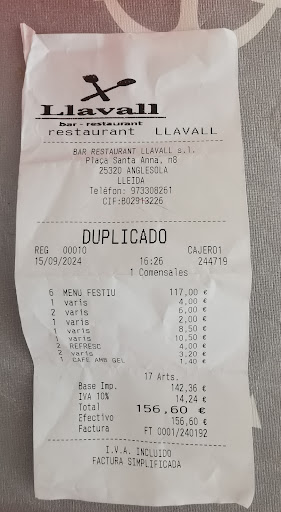 Llavall
bar - restaurant
restaurant LLAVALL
BAR RESTAURANT LLAVALL s.l.
Plaça Santa Anna, n8
25320 ANGLESOLA
LLEIDA
Teléfon: 973308261
CIF:B02913226
DUPLICADO
REG 00010 CAJERO1
15/09/2024 16:26 244719
1 Comensales
6 MENU FESTIU 117,00 €
1 varis 4,00 €
2 varis 6,00 €
1 varis 2,00 €
1 varis 8,50 €
1 varis 10,50 €
2 REFRESC 4,00 €
2 varis 3,20 €
1 CAFE AMB GEL 1,40 €
17 Arts.
Base Imp. 142,36 €
IVA 10% 14,24 €
Total 156,60 €
Efectivo 156,60 €
Factura FT 0001/240192
I.V.A. INCLUIDO
FACTURA SIMPLIFICADA